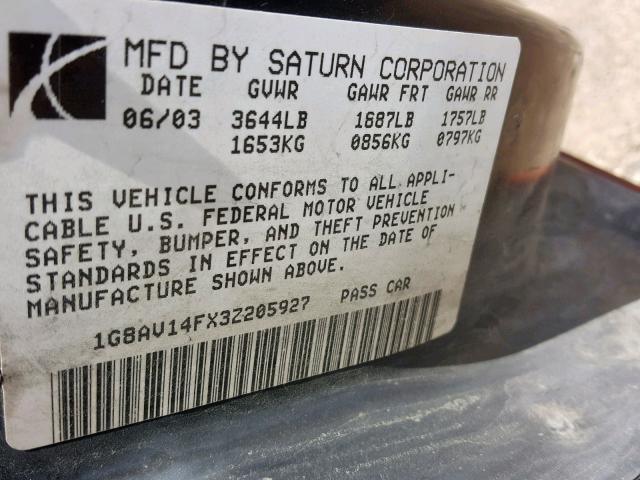 MFD BY SATURN CORPORATION
DATE GVWR GAWR FRT GAWR RR
06/03 3644LB 1687LB 1757LB
1653KG 0856KG 0797KG
THIS VEHICLE CONFORMS TO ALL APPLI-
CABLE U.S. FEDERAL MOTOR VEHICLE
SAFETY, BUMPER, AND THEFT PREVENTION
STANDARDS IN EFFECT ON THE DATE OF
MANUFACTURE SHOWN ABOVE.
1G8AV14FX3Z205927 PASS CAR